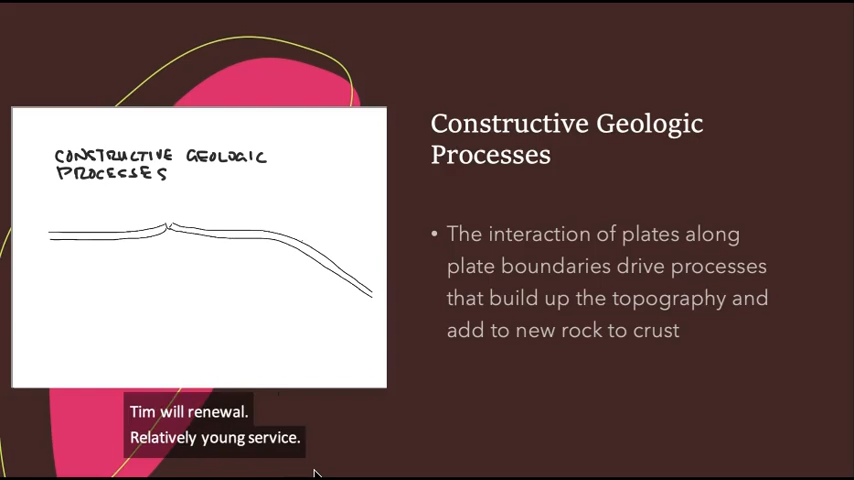 CONSTRUCTIVE GEOLOGIC
PROCESSES
Constructive Geologic
Processes
• The interaction of plates along
plate boundaries drive processes
that build up the topography and
add to new rock to crust
Tim will renewal.
Relatively young service.